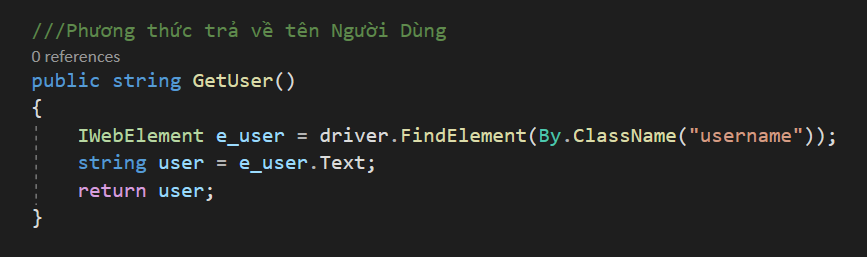 ///Phương thức trả về tên Người Dùng
0 references
public string GetUser()
{
IWebElement e_user = driver.FindElement(By.ClassName("username"));
string user = e_user.Text;
return user;
}